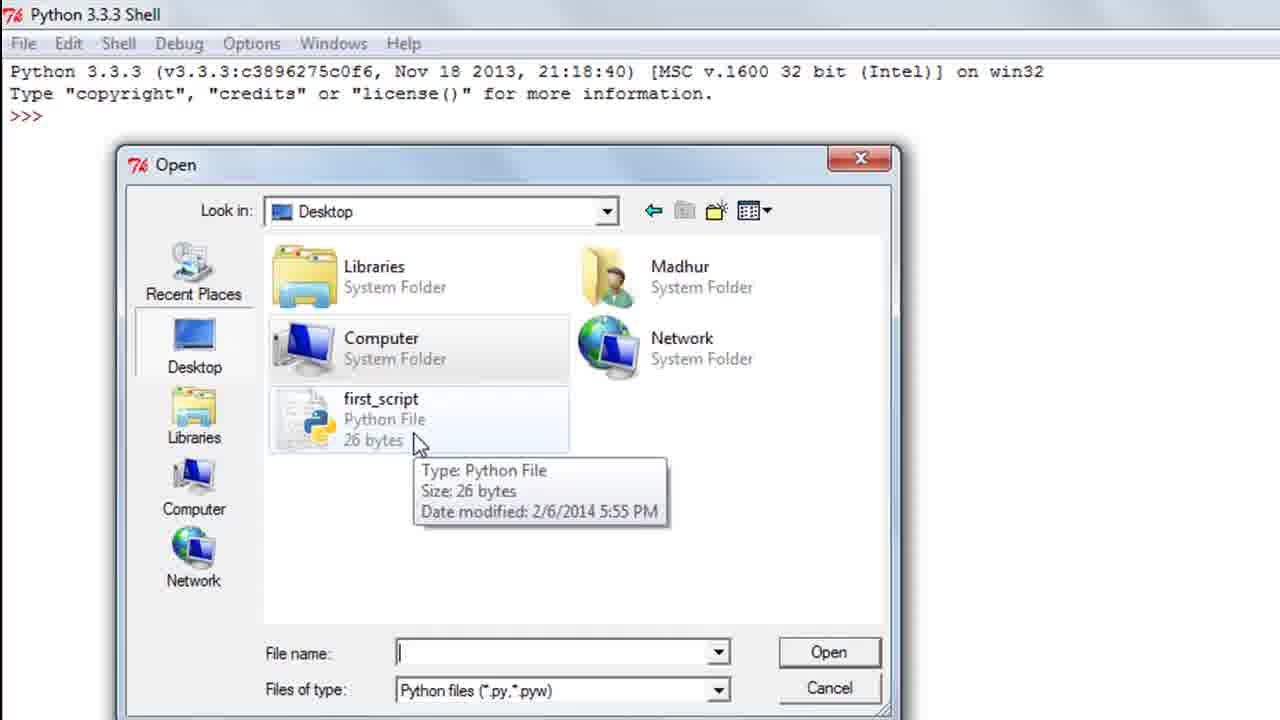 Python 3.3.3 Shell
File Edit Shell Debug Options Windows Help
Python 3.3.3 (v3.3.3:c3896275c0f6, Nov 18 2013, 21:18:40) [MSC v.1600 32 bit (Intel)] on win32
Type "copyright", "credits" or "license()" for more information.
>>>
Open
Look in: Desktop
Recent Places
Desktop
Libraries
Computer
Network
Libraries
System Folder
Madhur
System Folder
Computer
System Folder
Network
System Folder
first_script
Python File
26 bytes
Type: Python File
Size: 26 bytes
Date modified: 2/6/2014 5:55 PM
File name:
Open
Files of type: Python files (*.py,*.pyw)
Cancel